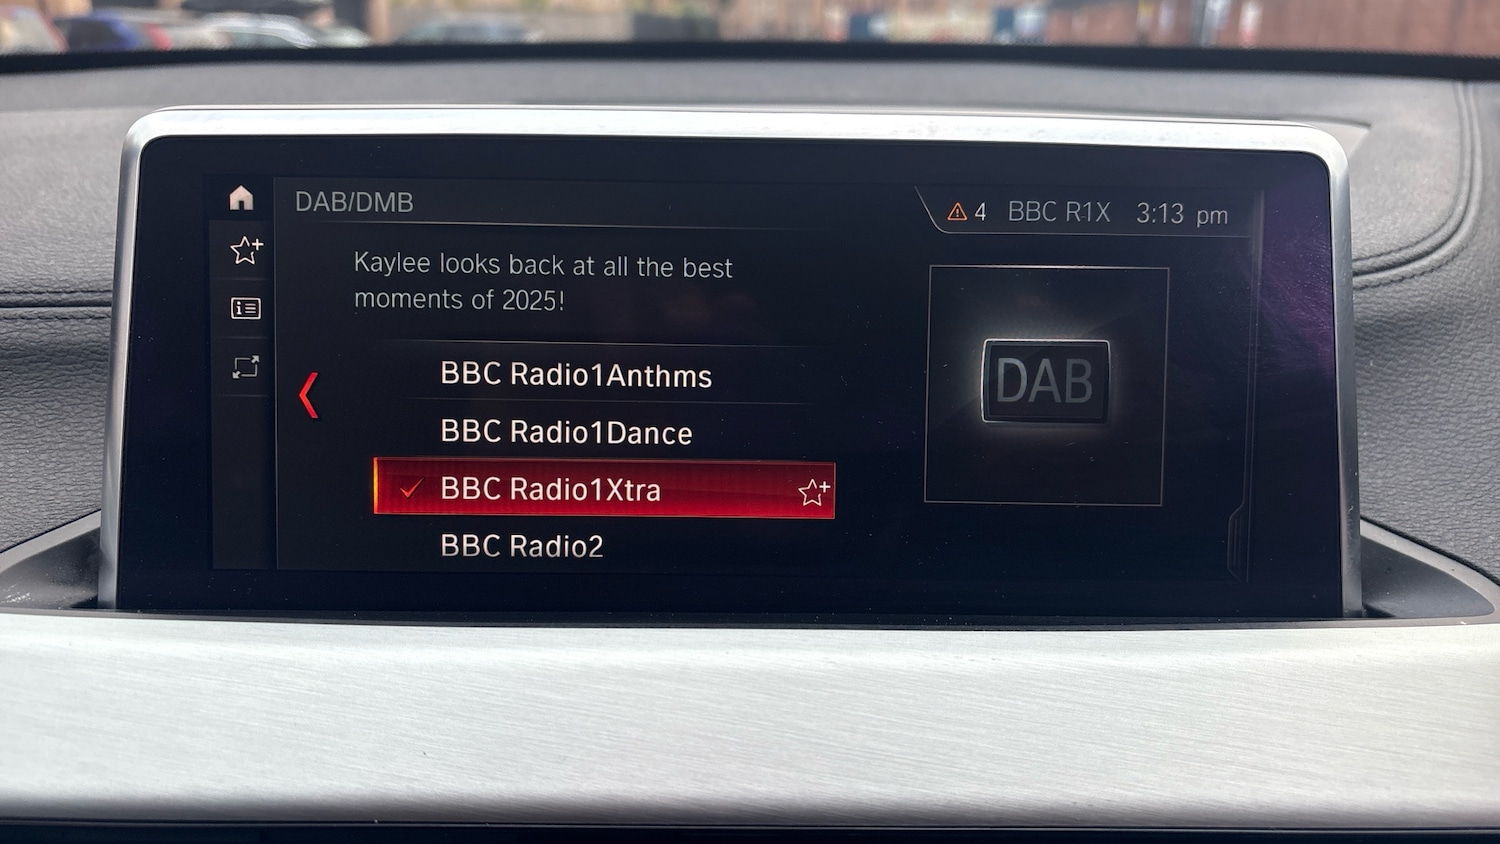 DAB/DMB
4 BBC R1X 3:13 pm
Kaylee looks back at all the best
moments of 2025!
BBC Radio1Anthms
BBC Radio1Dance
BBC Radio1Xtra
BBC Radio2
DAB